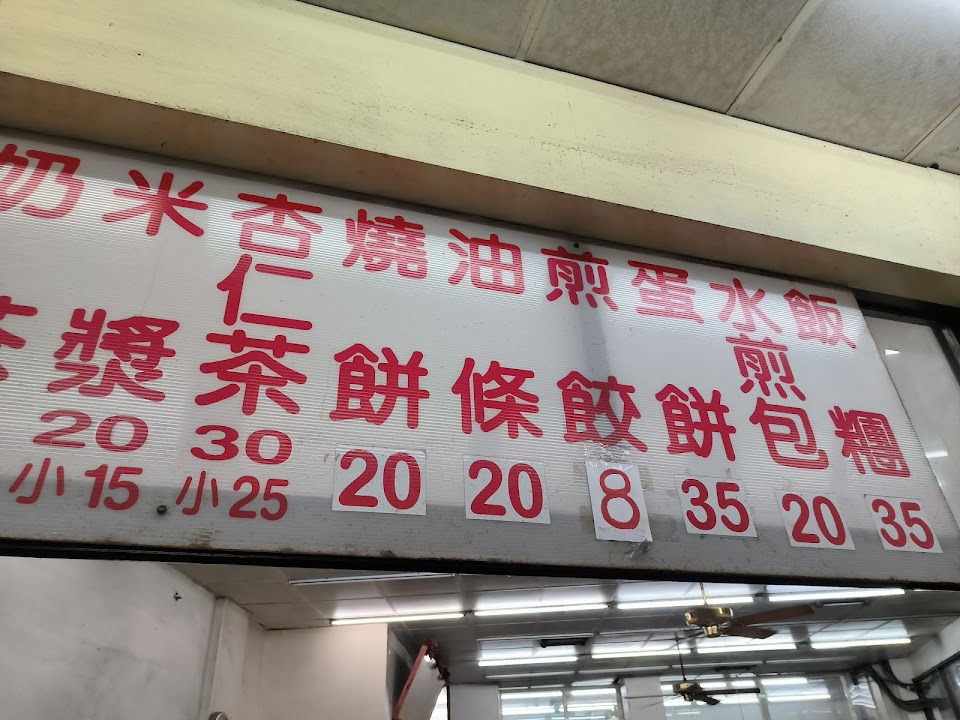 飯糰 35
水煎包 20
蛋餅 35
煎餃 8
油條 20
燒餅 20
杏仁茶 30 小25
米漿 20 小15
奶茶